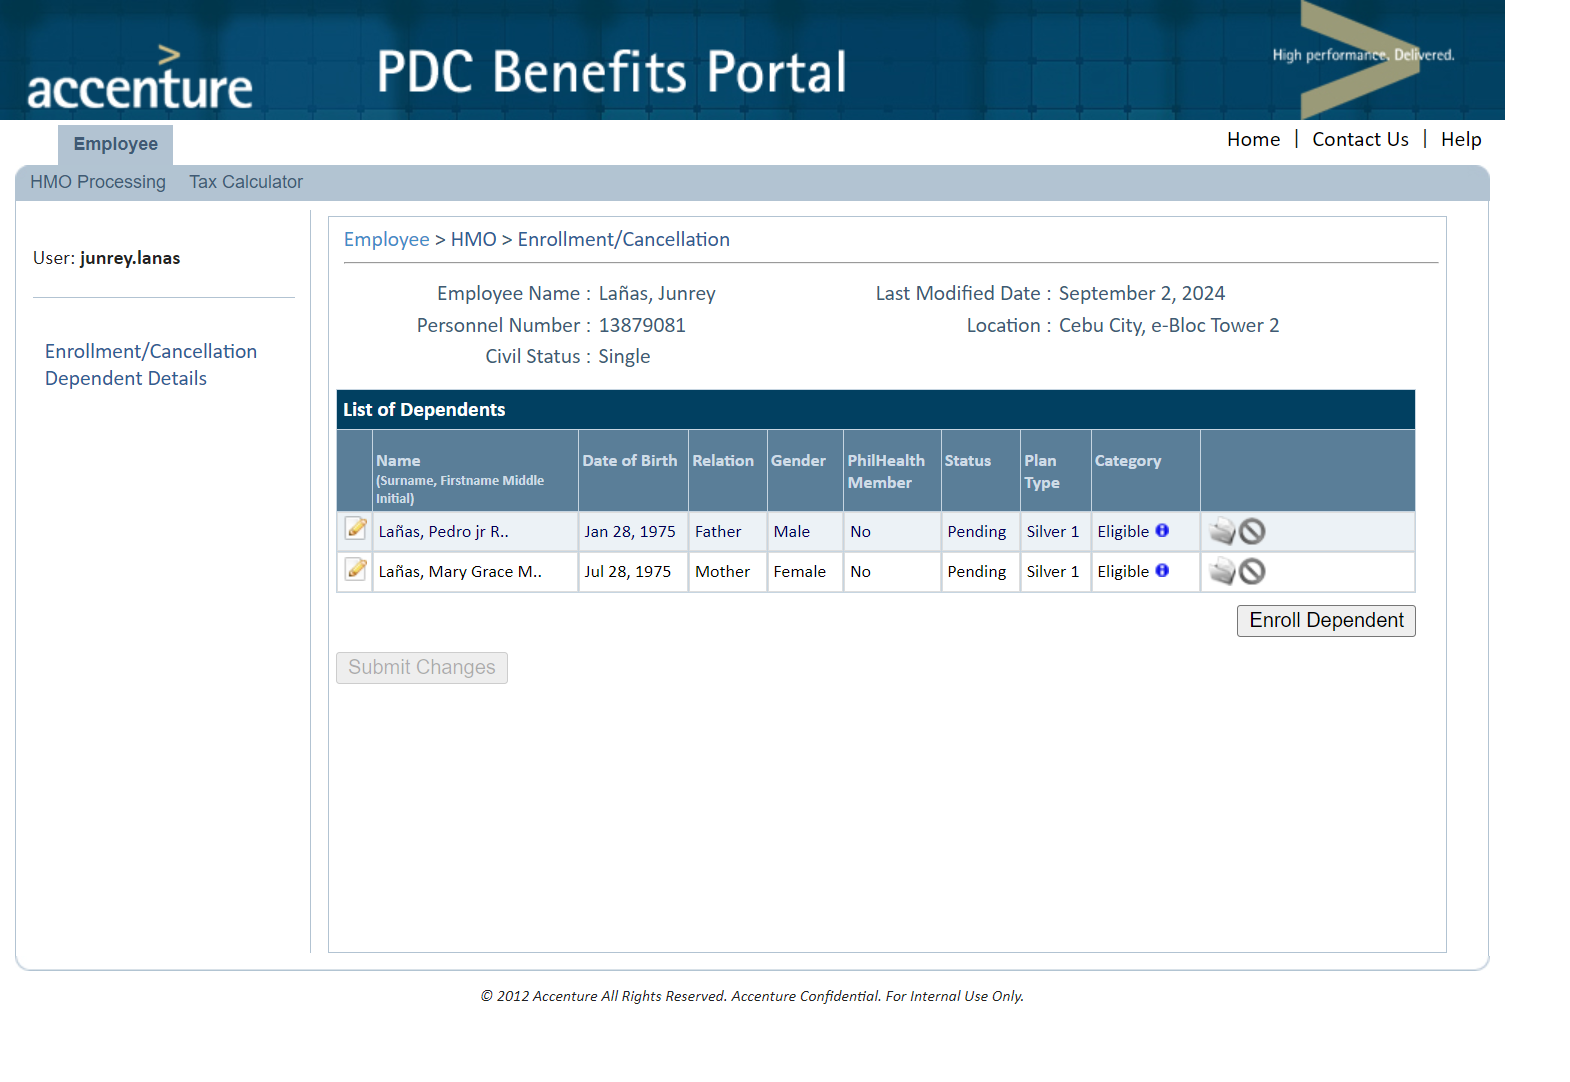 accenture
PDC Benefits Portal
High performance. Delivered.
Employee
Home | Contact Us | Help
HMO Processing Tax Calculator
User: junrey.lanas
Enrollment/Cancellation
Dependent Details
Employee > HMO > Enrollment/Cancellation
Employee Name : Lañas, Junrey Last Modified Date : September 2, 2024
Personnel Number : 13879081 Location : Cebu City, e-Bloc Tower 2
Civil Status : Single
List of Dependents
Name (Surname, Firstname Middle Initial) Date of Birth Relation Gender PhilHealth Member Status Plan Type Category
Lañas, Pedro jr R.. Jan 28, 1975 Father Male No Pending Silver 1 Eligible
Lañas, Mary Grace M.. Jul 28, 1975 Mother Female No Pending Silver 1 Eligible
Enroll Dependent
Submit Changes
© 2012 Accenture All Rights Reserved. Accenture Confidential. For Internal Use Only.